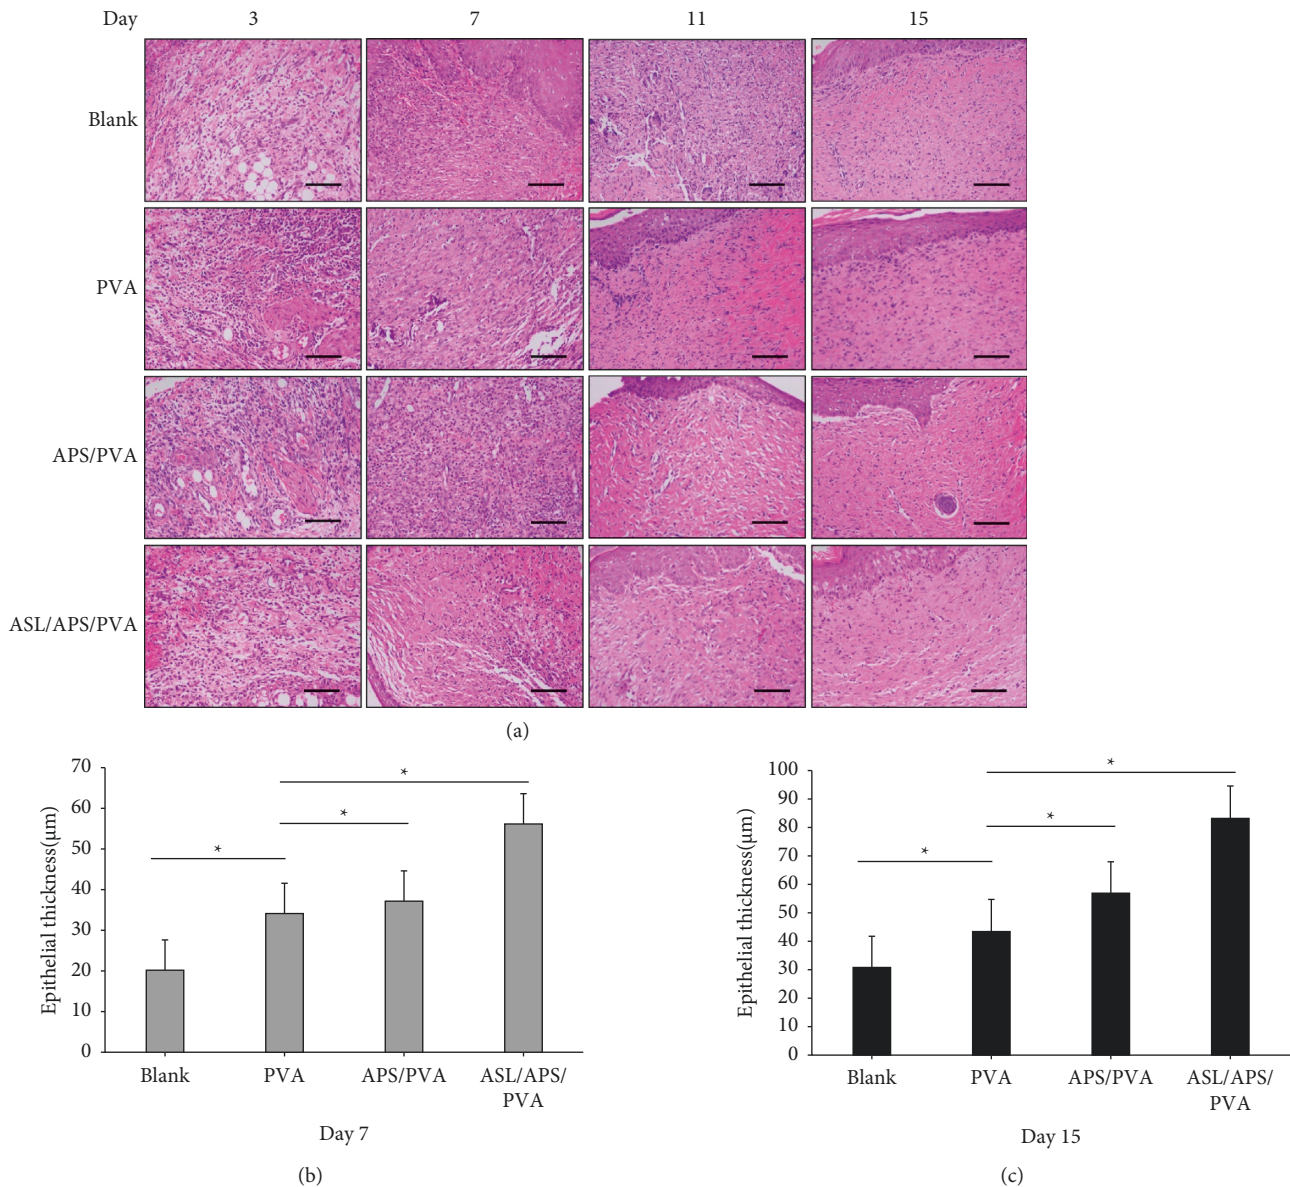 Day 3 7 11 15
Blank
PVA
APS/PVA
ASL/APS/PVA
(a)
70
60
50
40
30
20
10
0
Epithelial thickness(μm)
*
*
*
Blank PVA APS/PVA ASL/APS/
PVA
Day 7
(b)
100
90
80
70
60
50
40
30
20
10
0
Epithelial thickness(μm)
*
*
*
Blank PVA APS/PVA ASL/APS/
PVA
Day 15
(c)